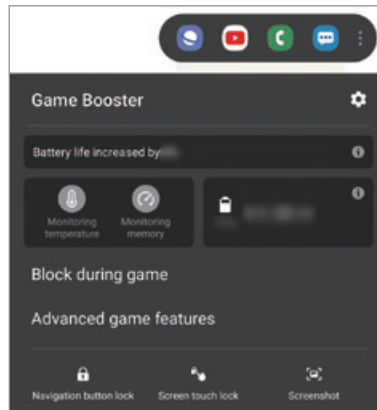 Game Booster
Battery life increased by
Monitoring
temperature
Monitoring
memory
Block during game
Advanced game features
Navigation button lock
Screen touch lock
Screenshot